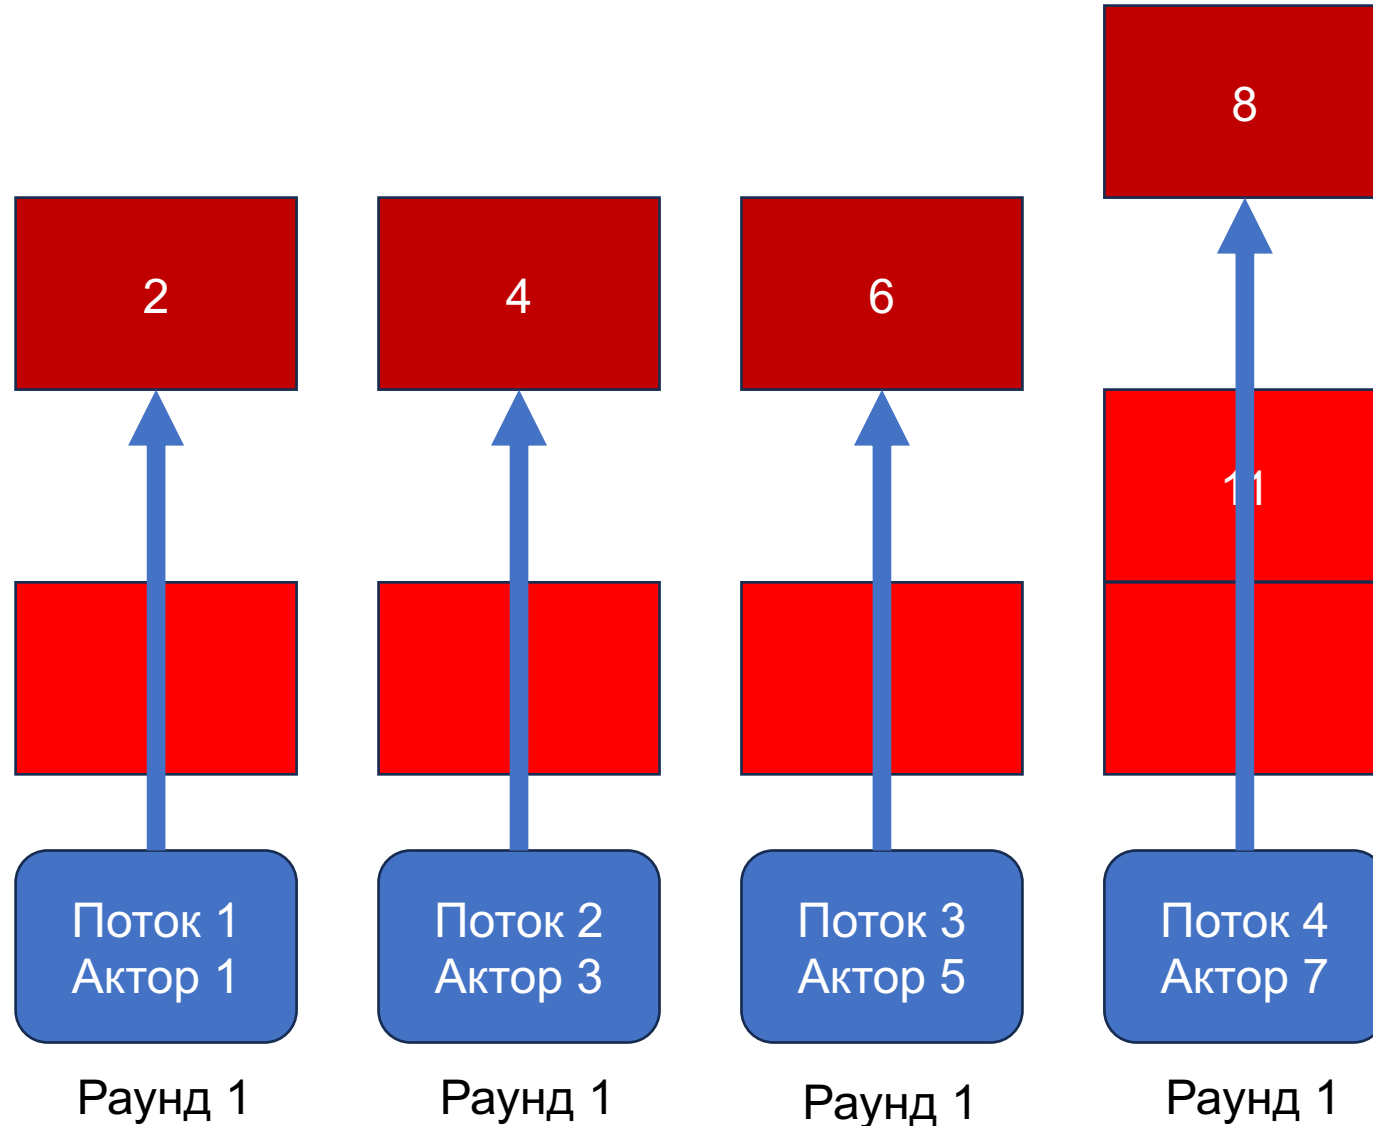 8
2
4
6
11
Поток 1
Актор 1
Поток 2
Актор 3
Поток 3
Актор 5
Поток 4
Актор 7
Раунд 1
Раунд 1
Раунд 1
Раунд 1